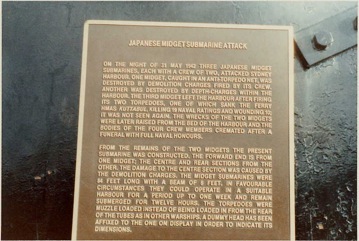 JAPANESE MIDGET SUBMARINE ATTACK
ON THE NIGHT OF 31 MAY 1942 THREE JAPANESE MIDGET
SUBMARINES, EACH WITH A CREW OF TWO, ATTACKED SYDNEY
HARBOUR. ONE MIDGET, CAUGHT IN AN ANTI-TORPEDO NET, WAS
DESTROYED BY DEMOLITION CHARGES FIRED BY ITS CREW.
ANOTHER WAS DESTROYED BY DEPTH-CHARGES WITHIN THE
HARBOUR. THE THIRD MIDGET LEFT THE HARBOUR AFTER FIRING
ITS TWO TORPEDOES, ONE OF WHICH SANK THE FERRY
HMAS KUTTABUL, KILLING 19 NAVAL RATINGS AND WOUNDING 10.
IT WAS NOT SEEN AGAIN. THE WRECKS OF THE TWO MIDGETS
WERE LATER RAISED FROM THE BED OF THE HARBOUR AND THE
BODIES OF THE FOUR CREW MEMBERS CREMATED AFTER A
FUNERAL WITH FULL NAVAL HONOURS.
FROM THE REMAINS OF THE TWO MIDGETS THE PRESENT
SUBMARINE WAS CONSTRUCTED, THE FORWARD END IS FROM
ONE MIDGET; THE CENTRE AND REAR SECTIONS FROM THE
OTHER. THE DAMAGE TO THE CENTRE SECTION WAS CAUSED BY
THE DEMOLITION CHARGES. THE MIDGET SUBMARINES WERE
FEET LONG WITH A BEAM OF 6 FEET. IN FAVOURABLE
CIRCUMSTANCES THEY COULD OPERATE IN A SUITABLE
HARBOUR FOR A PERIOD UP TO ONE WEEK AND REMAIN
SUBMERGED FOR TWELVE HOURS. THE TORPEDOES WERE
MUZZLE LOADED INSTEAD OF BEING LOADED IN FROM THE REAR
OF THE TUBES AS IN OTHER WARSHIPS. A DUMMY HEAD HAS BEEN
AFFIXED TO THE ONE ON DISPLAY IN ORDER TO INDICATE ITS
DIMENSIONS.